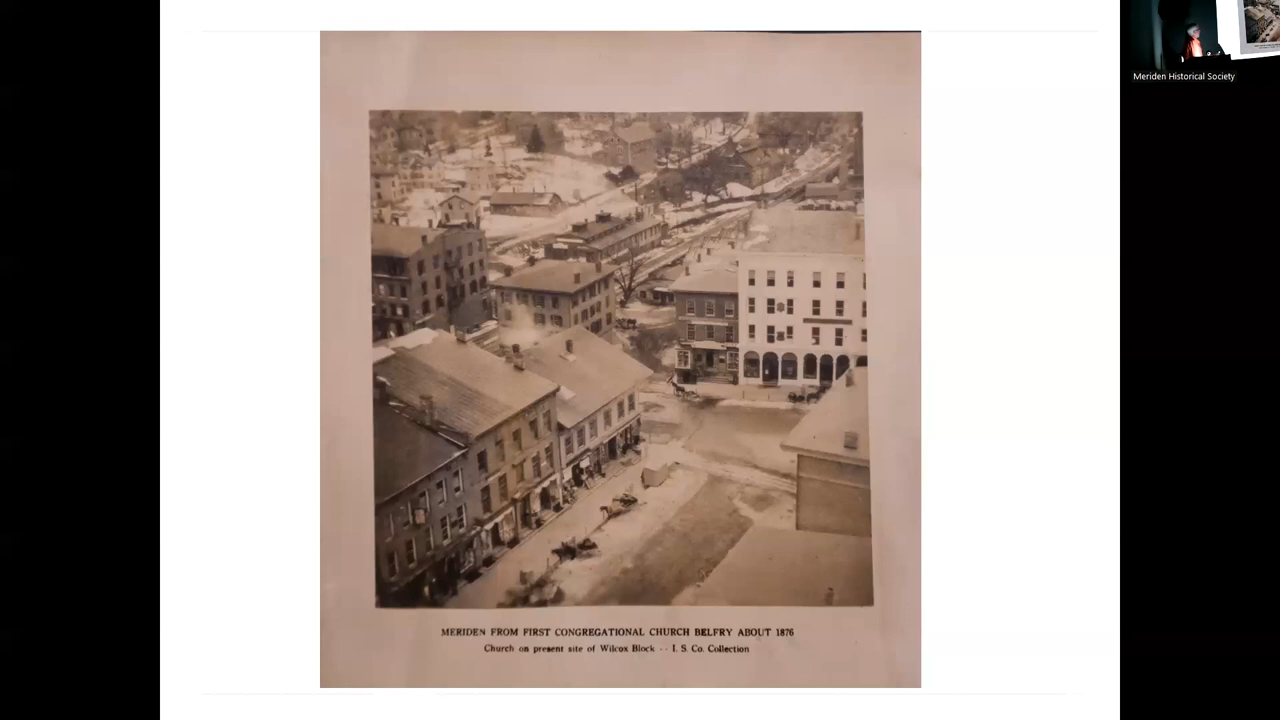 Meriden Historical Society
MERIDEN FROM FIRST CONGREGATIONAL CHURCH BELFRY ABOUT 1876
Church on present site of Wilcox Block -- I. S. Co. Collection